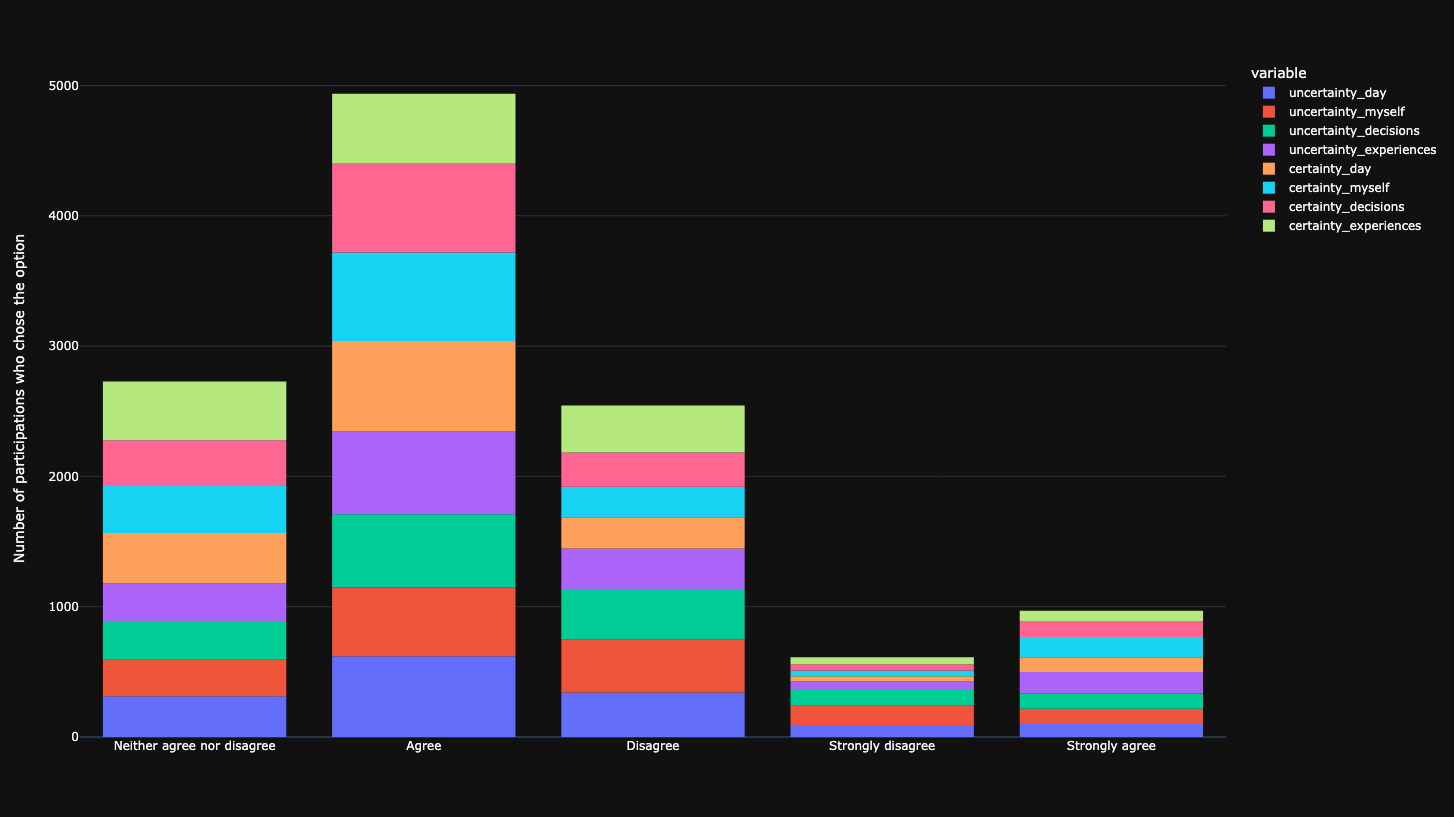 Number of participations who chose the option
5000
4000
3000
2000
1000
0
Neither agree nor disagree
Agree
Disagree
Strongly disagree
Strongly agree
variable
uncertainty_day
uncertainty_myself
uncertainty_decisions
uncertainty_experiences
certainty_day
certainty_myself
certainty_decisions
certainty_experiences